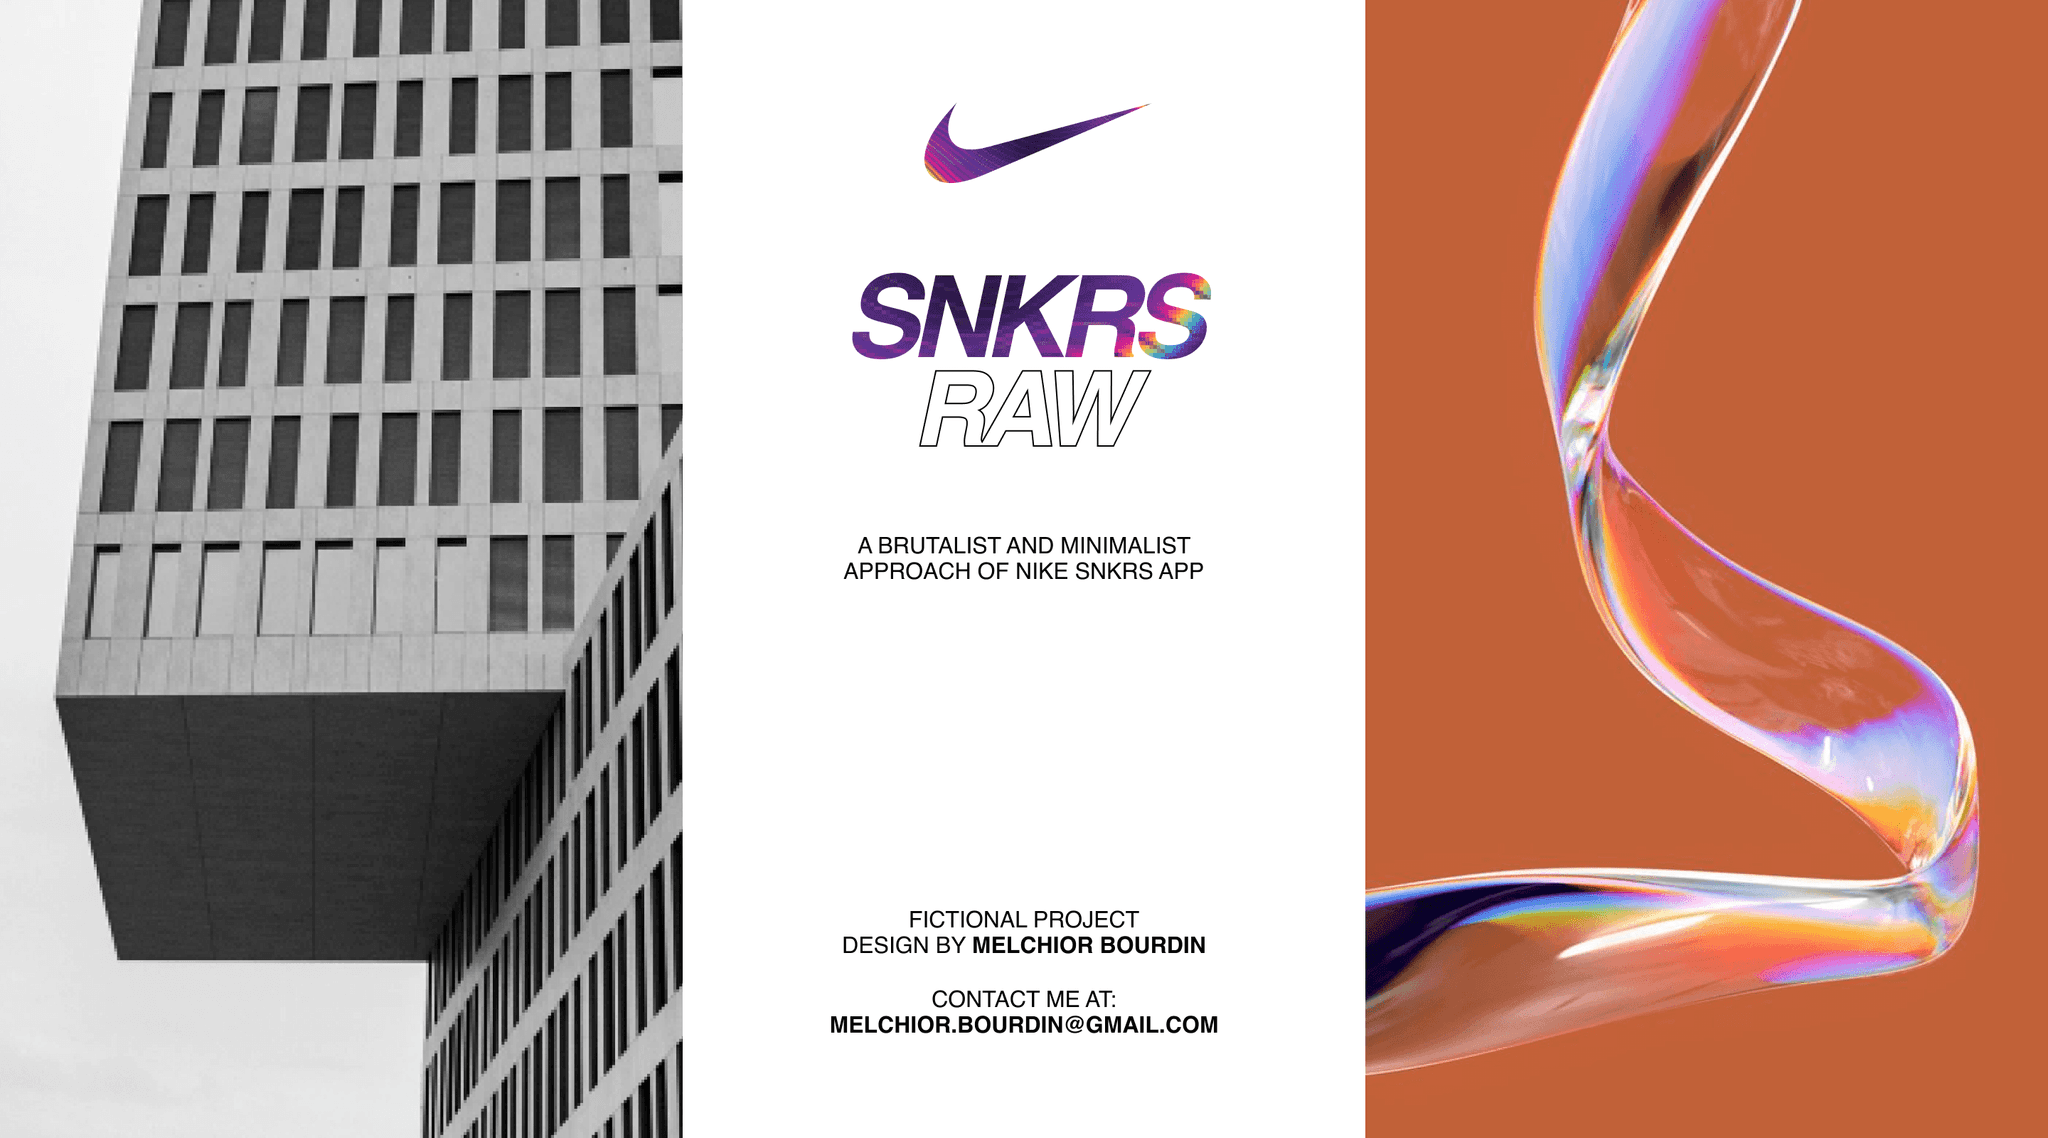 SNKRS
RAW
A BRUTALIST AND MINIMALIST
APPROACH OF NIKE SNKRS APP
FICTIONAL PROJECT
DESIGN BY MELCHIOR BOURDIN
CONTACT ME AT:
MELCHIOR.BOURDIN@GMAIL.COM